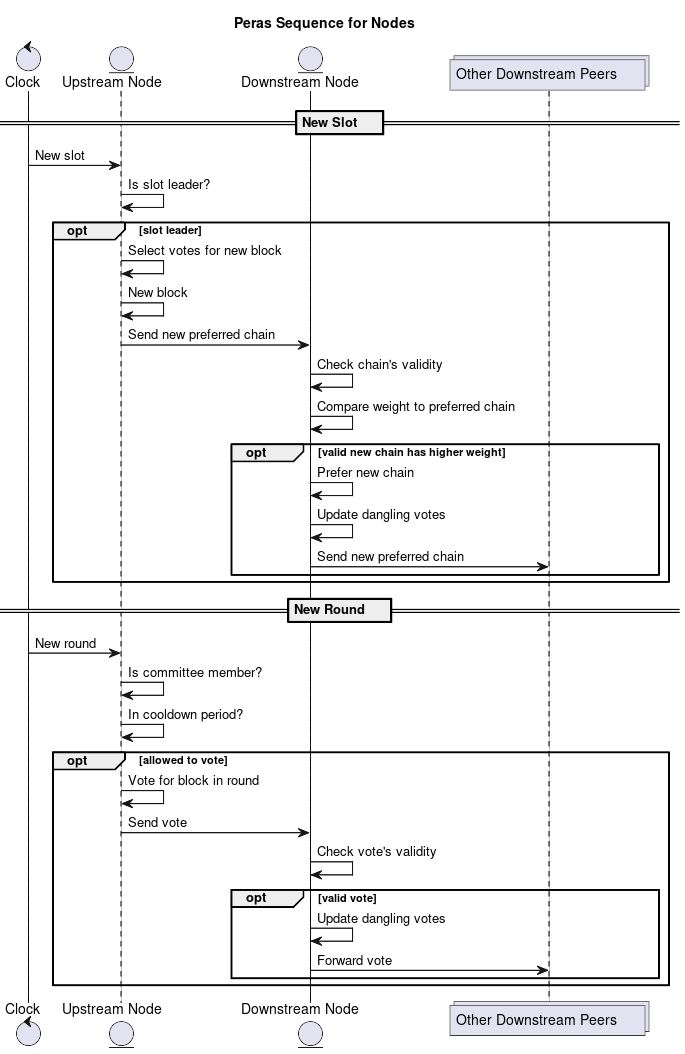 Peras Sequence for Nodes
Clock
Upstream Node
Downstream Node
Other Downstream Peers
New Slot
New slot
Is slot leader?
opt
[slot leader]
Select votes for new block
New block
Send new preferred chain
Check chain's validity
Compare weight to preferred chain
opt
[valid new chain has higher weight]
Prefer new chain
Update dangling votes
Send new preferred chain
New Round
New round
Is committee member?
In cooldown period?
opt
[allowed to vote]
Vote for block in round
Send vote
Check vote's validity
opt
[valid vote]
Update dangling votes
Forward vote
Clock
Upstream Node
Downstream Node
Other Downstream Peers